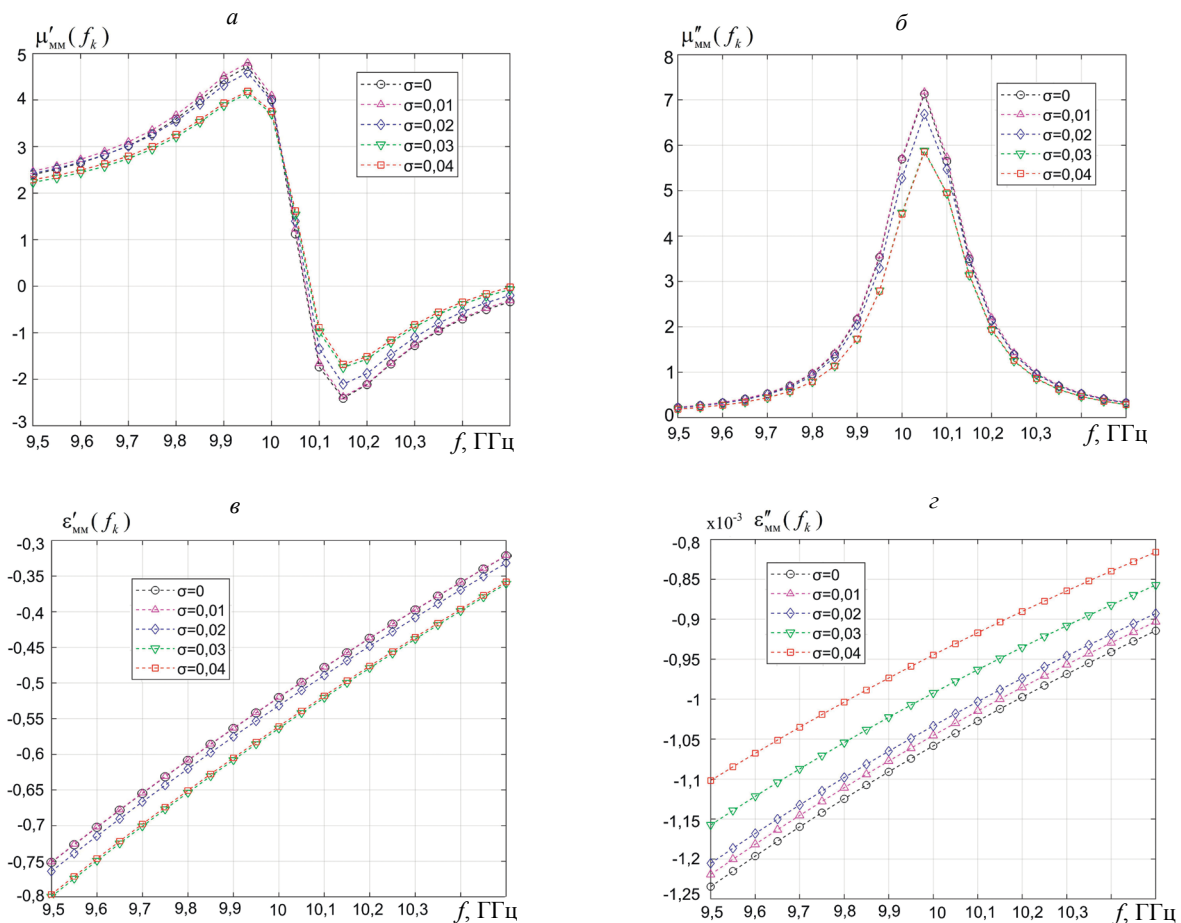 а
μ′мм(fk)
5
4
3
2
1
0
-1
-2
-3
σ=0
σ=0,01
σ=0,02
σ=0,03
σ=0,04
9,5 9,6 9,7 9,8 9,9 10 10,1 10,2 10,3 f, ГГц
б
μ″мм(fk)
8
7
6
5
4
3
2
1
0
σ=0
σ=0,01
σ=0,02
σ=0,03
σ=0,04
9,5 9,6 9,7 9,8 9,9 10 10,1 10,2 10,3 f, ГГц
в
ε′мм(fk)
-0,3
-0,35
-0,4
-0,45
-0,5
-0,55
-0,6
-0,65
-0,7
-0,75
-0,8
σ=0
σ=0,01
σ=0,02
σ=0,03
σ=0,04
9,5 9,6 9,7 9,8 9,9 10 10,1 10,2 10,3 f, ГГц
г
x10-3 ε″мм(fk)
-0,8
-0,85
-0,9
-0,95
-1
-1,05
-1,1
-1,15
-1,2
-1,25
σ=0
σ=0,01
σ=0,02
σ=0,03
σ=0,04
9,5 9,6 9,7 9,8 9,9 10 10,1 10,2 10,3 f, ГГц